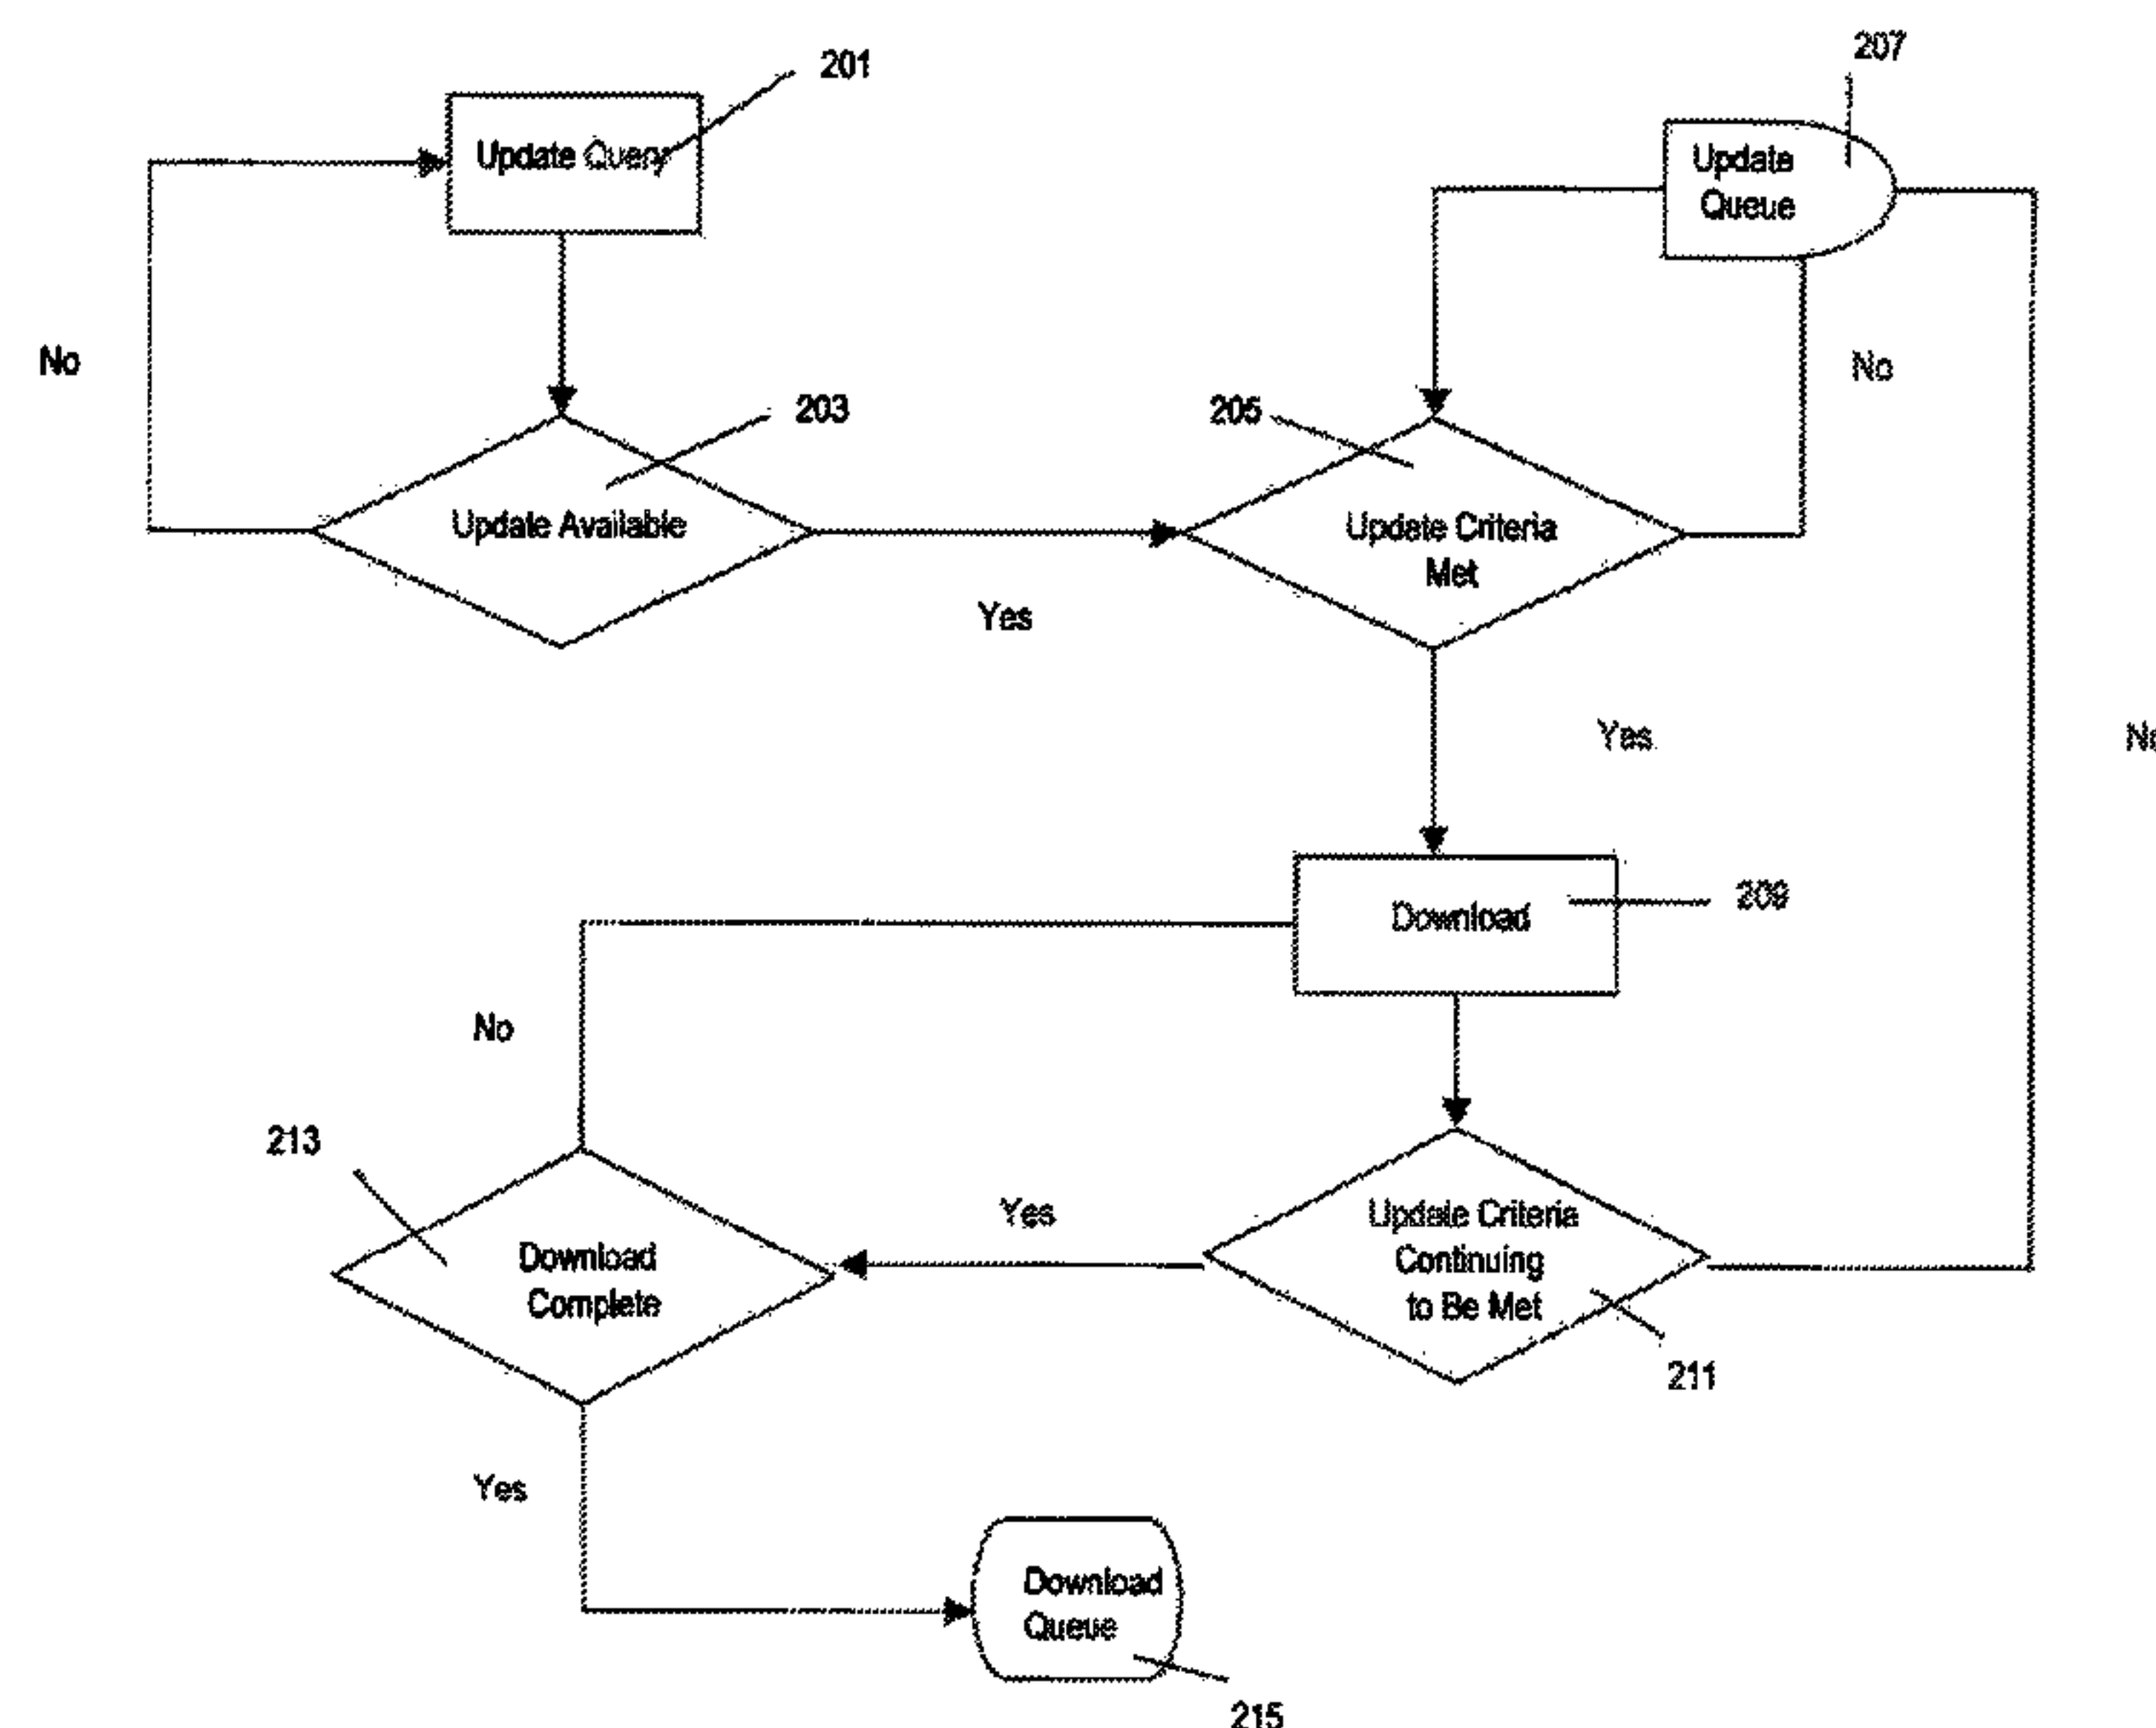 201
207
Update Query
Update
Queue
No
No
203
205
Update Available
Update Criteria
Met
Yes
Yes
209
Download
No
213
Yes
Update Criteria
Continuing
to Be Met
Download
Complete
211
Yes
Download
Queue
215